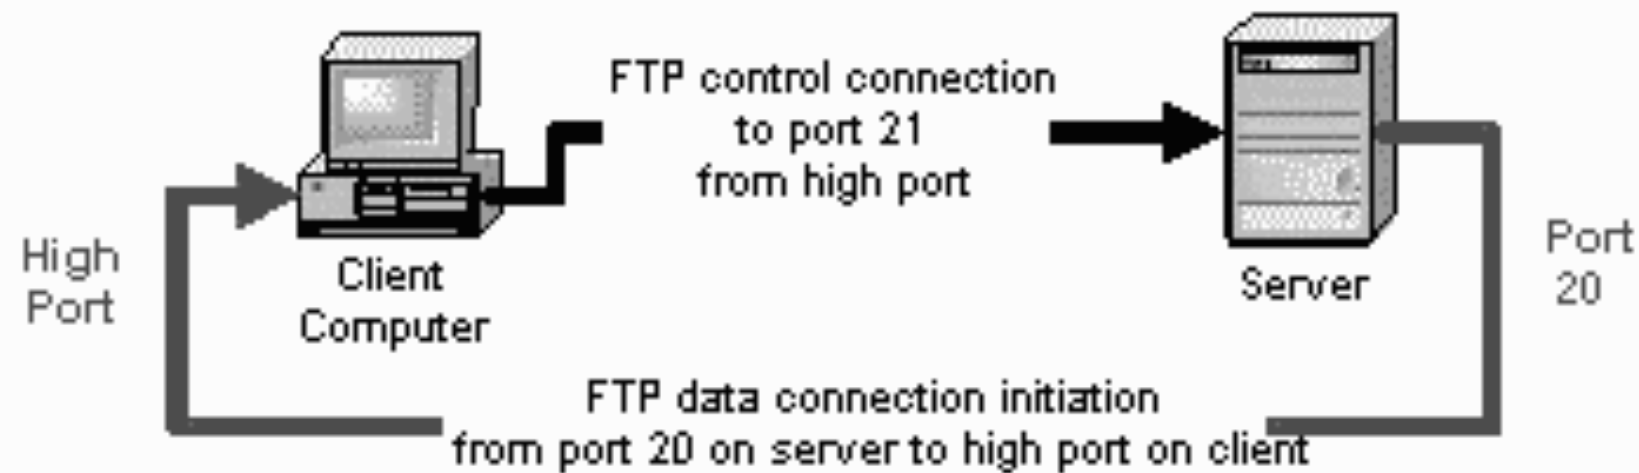 FTP control connection
to port 21
from high port
High
Port
Client
Computer
Server
Port
20
FTP data connection initiation
from port 20 on server to high port on client